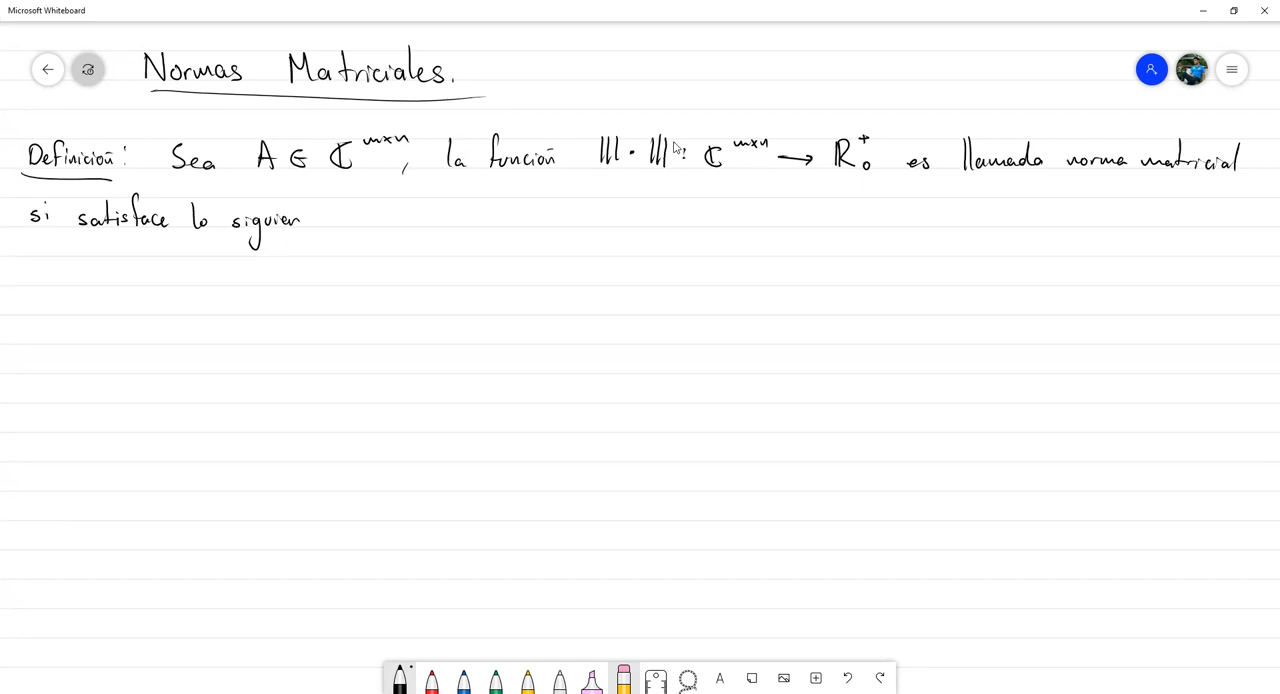 Microsoft Whiteboard
Normas Matriciales.
Definición: Sea A ∈ ℂ^{m×n}, la función |||·|||: ℂ^{m×n} → ℝ₀⁺ es llamada norma matricial
si satisface lo siguien